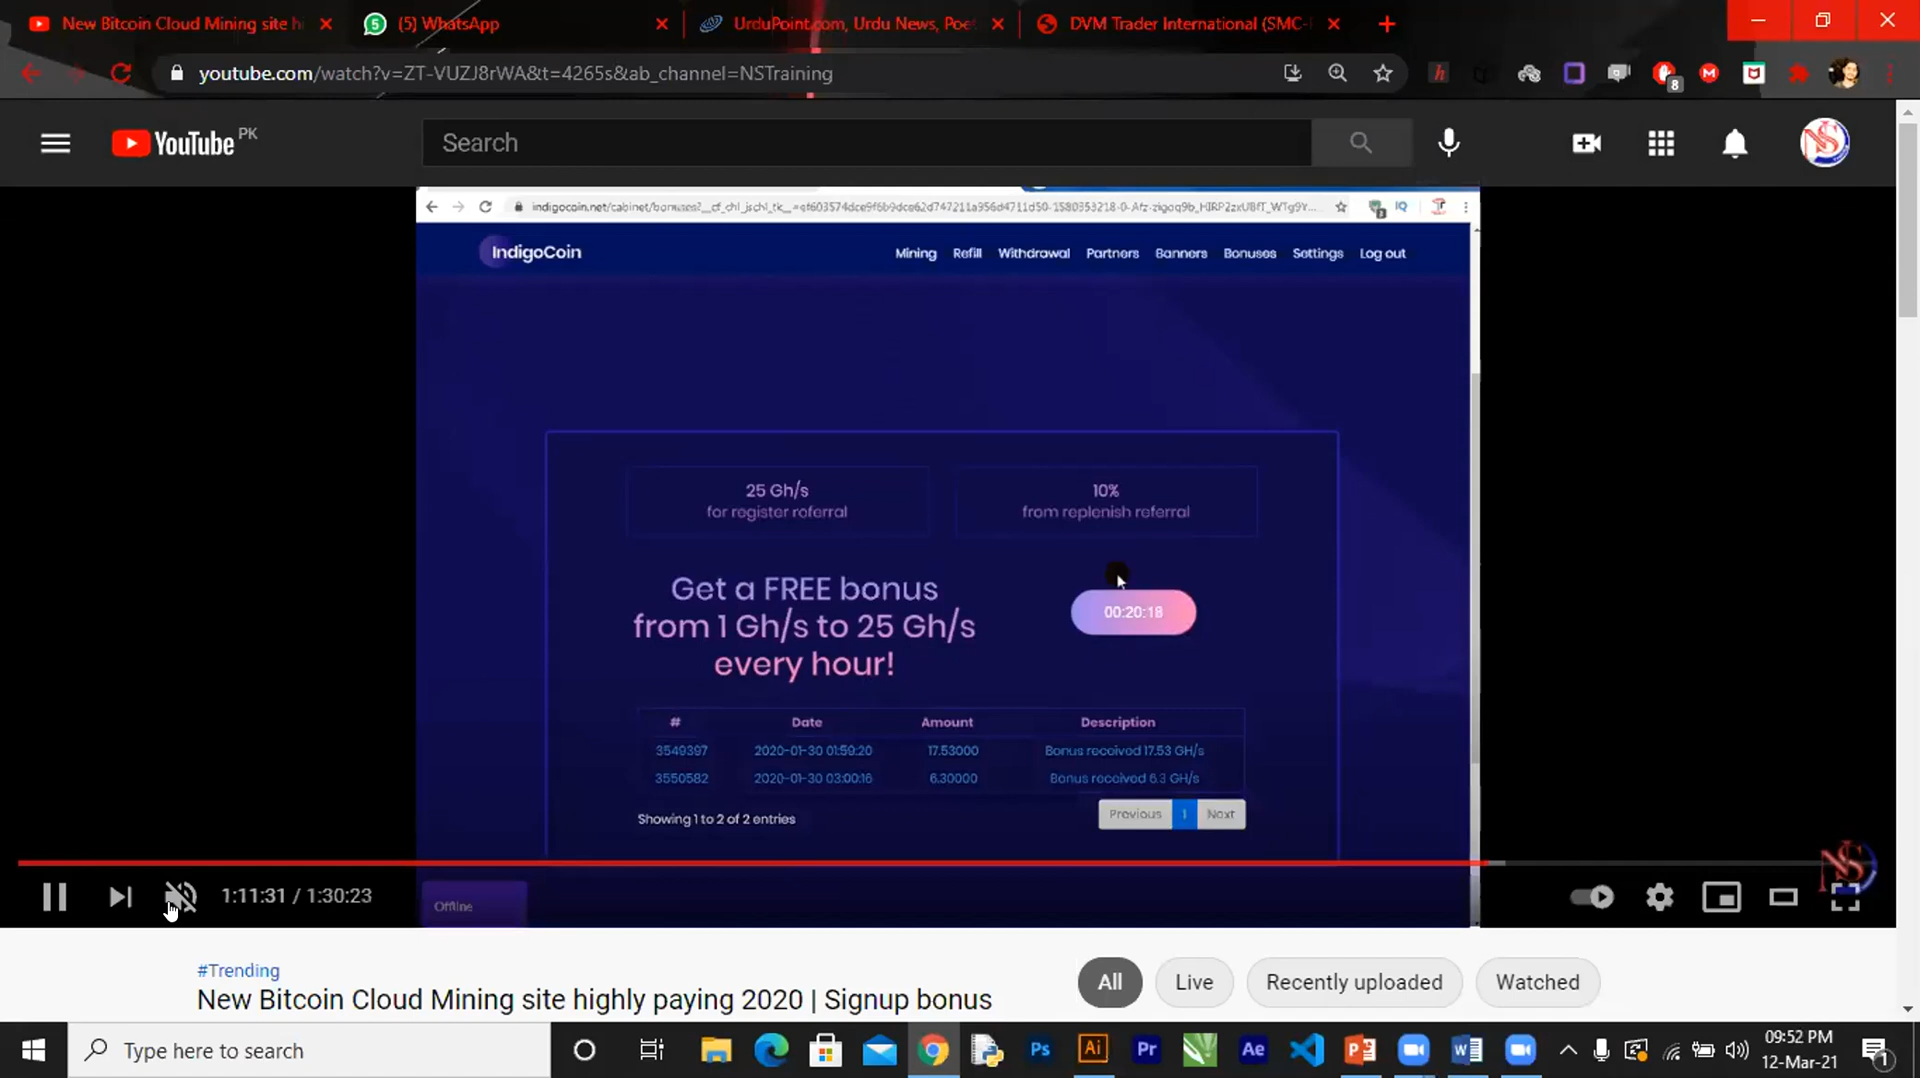 New Bitcoin Cloud Mining site hi
(5) WhatsApp
UrduPoint.com, Urdu News, Poet
DVM Trader International (SMC-
youtube.com/watch?v=ZT-VUZJ8rWA&t=4265s&ab_channel=NSTraining
8
YouTube PK
Search
IndigoCoin
Mining Refill Withdrawal Partners Banners Bonuses Settings Log out
25 Gh/s
for register referral
10%
from replenish referral
Get a FREE bonus
from 1 Gh/s to 25 Gh/s
every hour!
00:20:18
# Date Amount Description
3549397 2020-01-30 01:59:20 17.53000 Bonus received 17.53 GH/s
3550582 2020-01-30 03:00:16 6.30000 Bonus received 6.3 GH/s
Showing 1 to 2 of 2 entries
Previous 1 Next
1:11:31 / 1:30:23
Offline
#Trending
New Bitcoin Cloud Mining site highly paying 2020 | Signup bonus
All Live Recently uploaded Watched
Type here to search
Ps Ai Pr Ae
09:52 PM
12-Mar-21
1